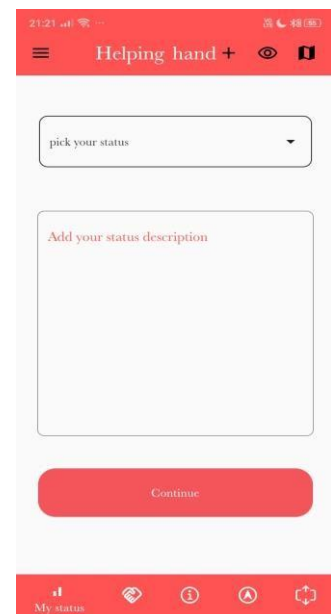 21:21
Helping hand
pick your status
Add your status description
Continue
My status